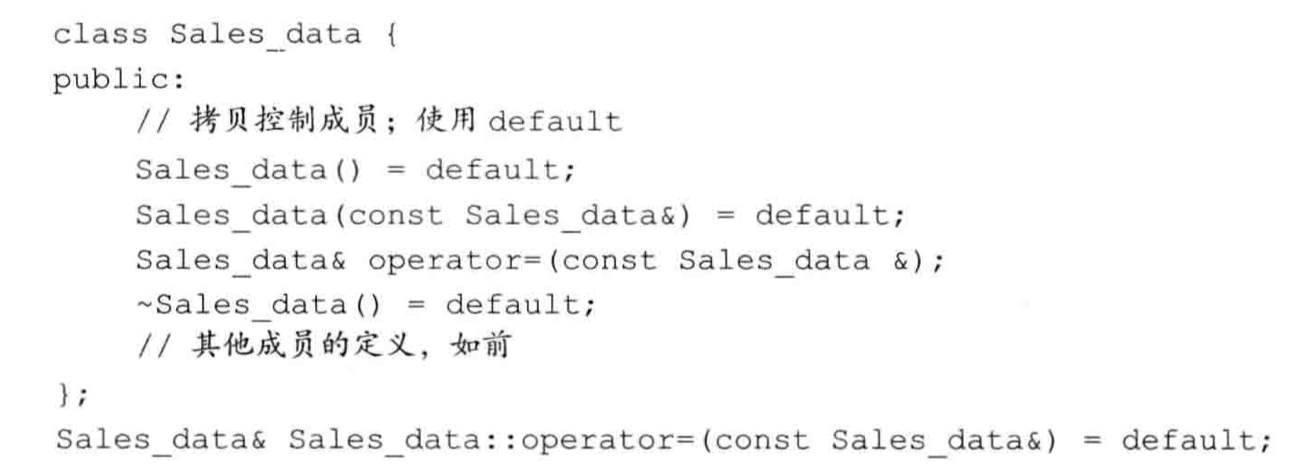 class Sales_data {
public:
    // 拷贝控制成员；使用 default
    Sales_data() = default;
    Sales_data(const Sales_data&) = default;
    Sales_data& operator=(const Sales_data &);
    ~Sales_data() = default;
    // 其他成员的定义，如前
};
Sales_data& Sales_data::operator=(const Sales_data&) = default;